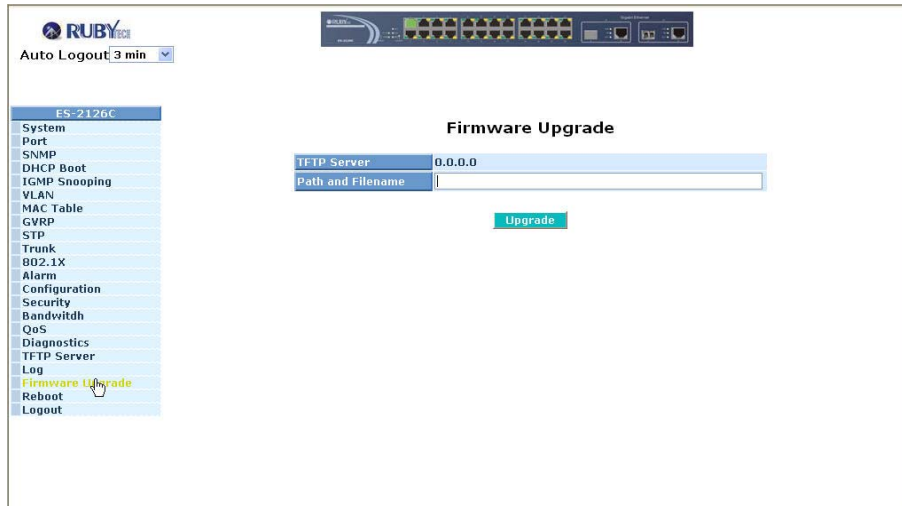 RUBYTECH
Auto Logout 3 min
ES-2126C
System
Port
SNMP
DHCP Boot
IGMP Snooping
VLAN
MAC Table
GVRP
STP
Trunk
802.1X
Alarm
Configuration
Security
Bandwitdh
QoS
Diagnostics
TFTP Server
Log
Firmware Upgrade
Reboot
Logout
Firmware Upgrade
TFTP Server 0.0.0.0
Path and Filename
Upgrade